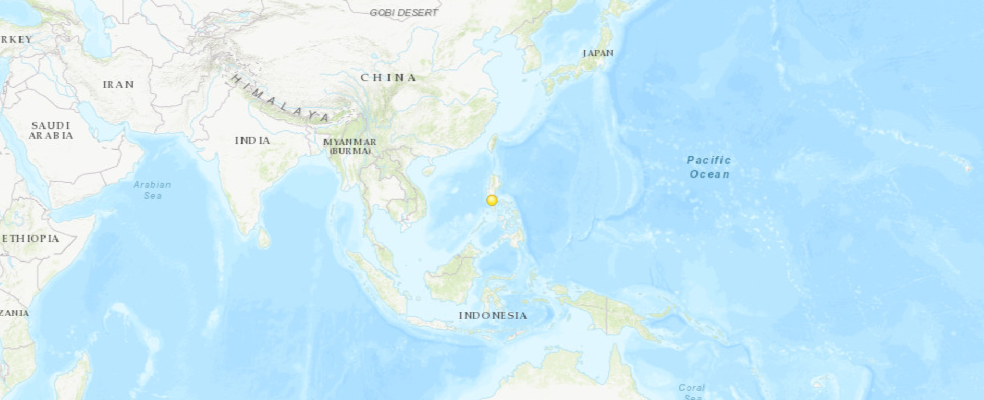 GOBI DESERT
RKEY
JAPAN
CHINA
IRAN
HIMALAYA
SAUDI
ARABIA
INDIA
MYANMAR
(BURMA)
Pacific
Ocean
Arabian
Sea
ETHIOPIA
ZANIA
INDONESIA
Coral
Sea